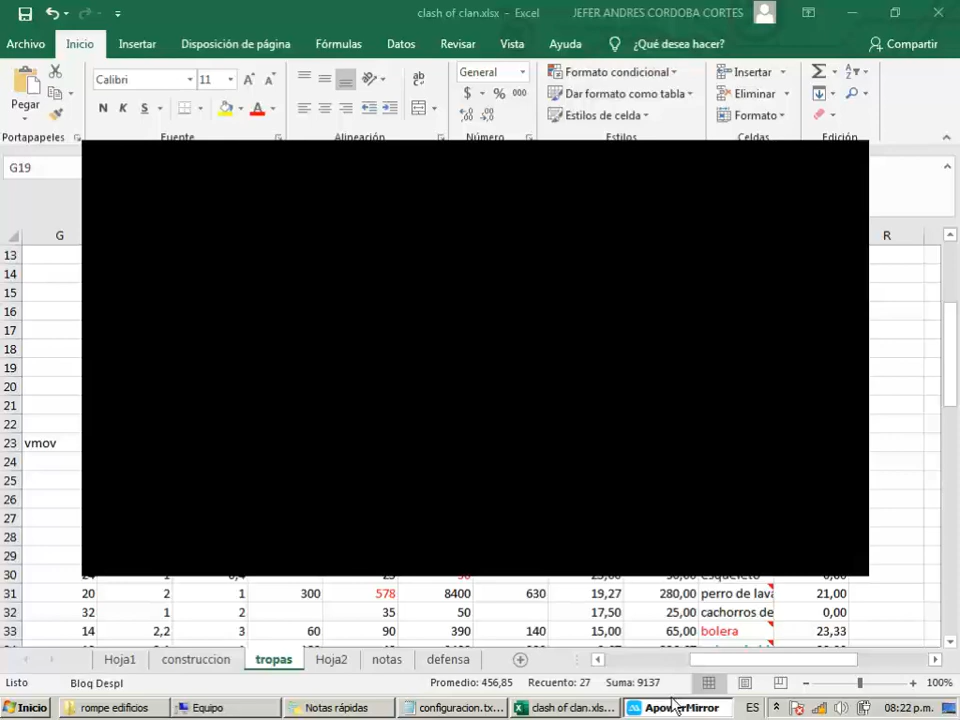 clash of clan.xlsx - Excel JEFER ANDRES CORDOBA CORTES
Archivo Inicio Insertar Disposición de página Fórmulas Datos Revisar Vista Ayuda ¿Qué desea hacer? Compartir
Pegar Calibri 11 General Formato condicional Insertar
N K S $ % 000 Dar formato como tabla Eliminar
Estilos de celda Formato
Portapapeles Fuente Alineación Número Estilos Celdas Edición
G19
G R
13
14
15
16
17
18
19
20
21
22
23 vmov
24
25
26
27
28
29
30
31 20 2 1 300 578 8400 630 19,27 280,00 perro de lava 21,00
32 32 1 2 35 50 17,50 25,00 cachorros de 0,00
33 14 2,2 3 60 90 390 140 15,00 65,00 bolera 23,33
Hoja1 construccion tropas Hoja2 notas defensa
Listo Bloq Despl Promedio: 456,85 Recuento: 27 Suma: 9137 100%
Inicio rompe edificios Equipo Notas rápidas configuracion.tx... clash of clan.xls... ApowerMirror ES 08:22 p.m.